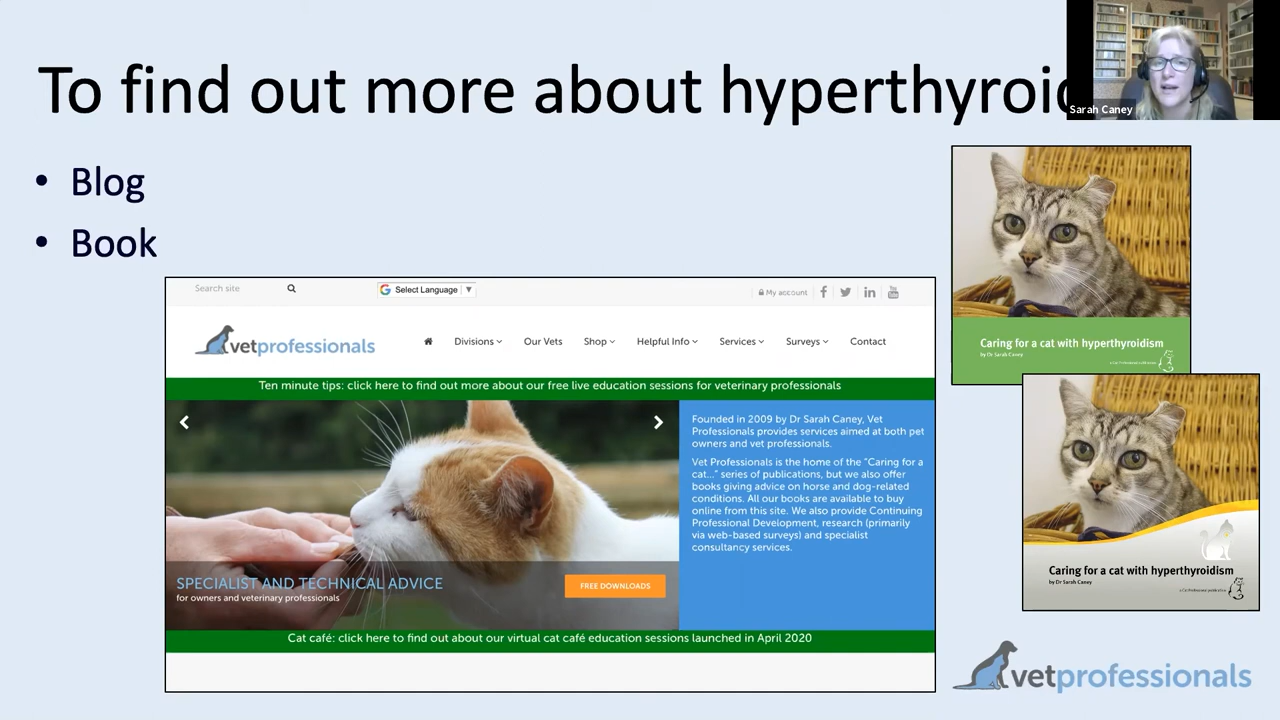 To find out more about hyperthyroid
Sarah Caney
• Blog
• Book
Search site
Select Language ▼
My account
vetprofessionals
Divisions
Our Vets
Shop
Helpful Info
Services
Surveys
Contact
Ten minute tips: click here to find out more about our free live education sessions for veterinary professionals
Founded in 2009 by Dr Sarah Caney, Vet
Professionals provides services aimed at both pet
owners and vet professionals.
Vet Professionals is the home of the “Caring for a
cat...” series of publications, but we also offer
books giving advice on horse and dog-related
conditions. All our books are available to buy
online from this site. We also provide Continuing
Professional Development, research (primarily
via web-based surveys) and specialist
consultancy services.
SPECIALIST AND TECHNICAL ADVICE
for owners and veterinary professionals
FREE DOWNLOADS
Cat café: click here to find out about our virtual cat café education sessions launched in April 2020
Caring for a cat with hyperthyroidism
by Dr Sarah Caney
Caring for a cat with hyperthyroidism
by Dr Sarah Caney
vetprofessionals